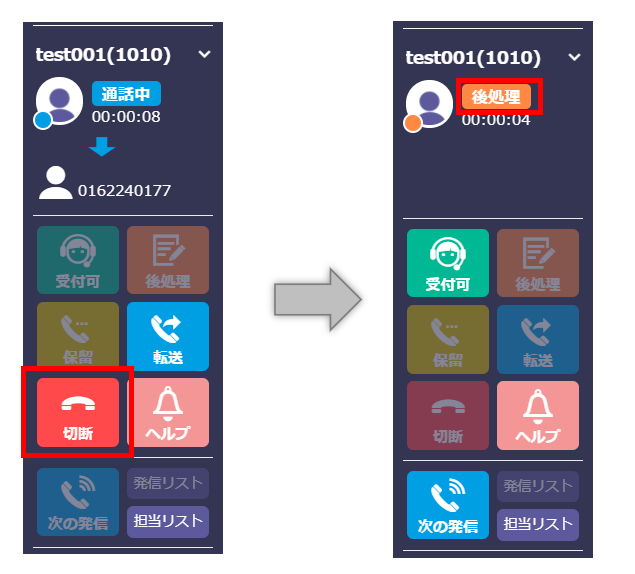 test001(1010)
通話中
00:00:08
0162240177
受付可
後処理
保留
転送
切断
ヘルプ
次の発信
発信リスト
担当リスト
test001(1010)
後処理
00:00:04
受付可
後処理
保留
転送
切断
ヘルプ
次の発信
発信リスト
担当リスト